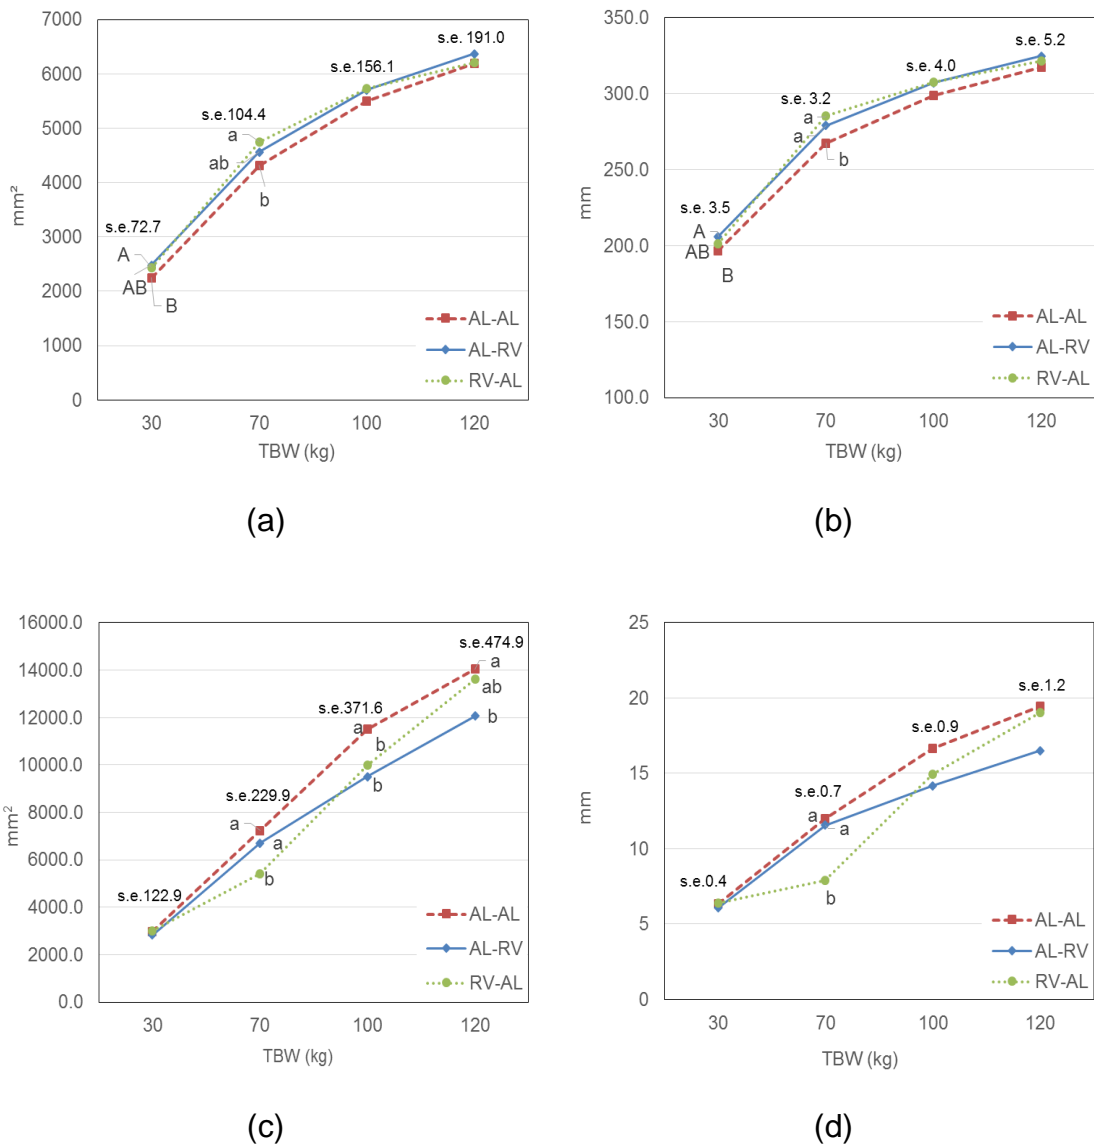 7000
6000
5000
4000
3000
2000
1000
0
mm²
s.e.72.7
s.e.104.4
s.e.156.1
s.e. 191.0
A
AB
B
a
ab
b
AL-AL
AL-RV
RV-AL
30 70 100 120
TBW (kg)
(a)
350.0
300.0
250.0
200.0
150.0
100.0
mm
s.e. 3.5
s.e. 3.2
s.e. 4.0
s.e. 5.2
A
AB
B
a
a
b
AL-AL
AL-RV
RV-AL
30 70 100 120
TBW (kg)
(b)
16000.0
14000.0
12000.0
10000.0
8000.0
6000.0
4000.0
2000.0
0.0
mm²
s.e.122.9
s.e.229.9
s.e.371.6
s.e.474.9
a
a
b
a
b
b
a
ab
b
AL-AL
AL-RV
RV-AL
30 70 100 120
TBW (kg)
(c)
25
20
15
10
5
0
mm
s.e.0.4
s.e.0.7
s.e.0.9
s.e.1.2
a
a
b
AL-AL
AL-RV
RV-AL
30 70 100 120
TBW (kg)
(d)